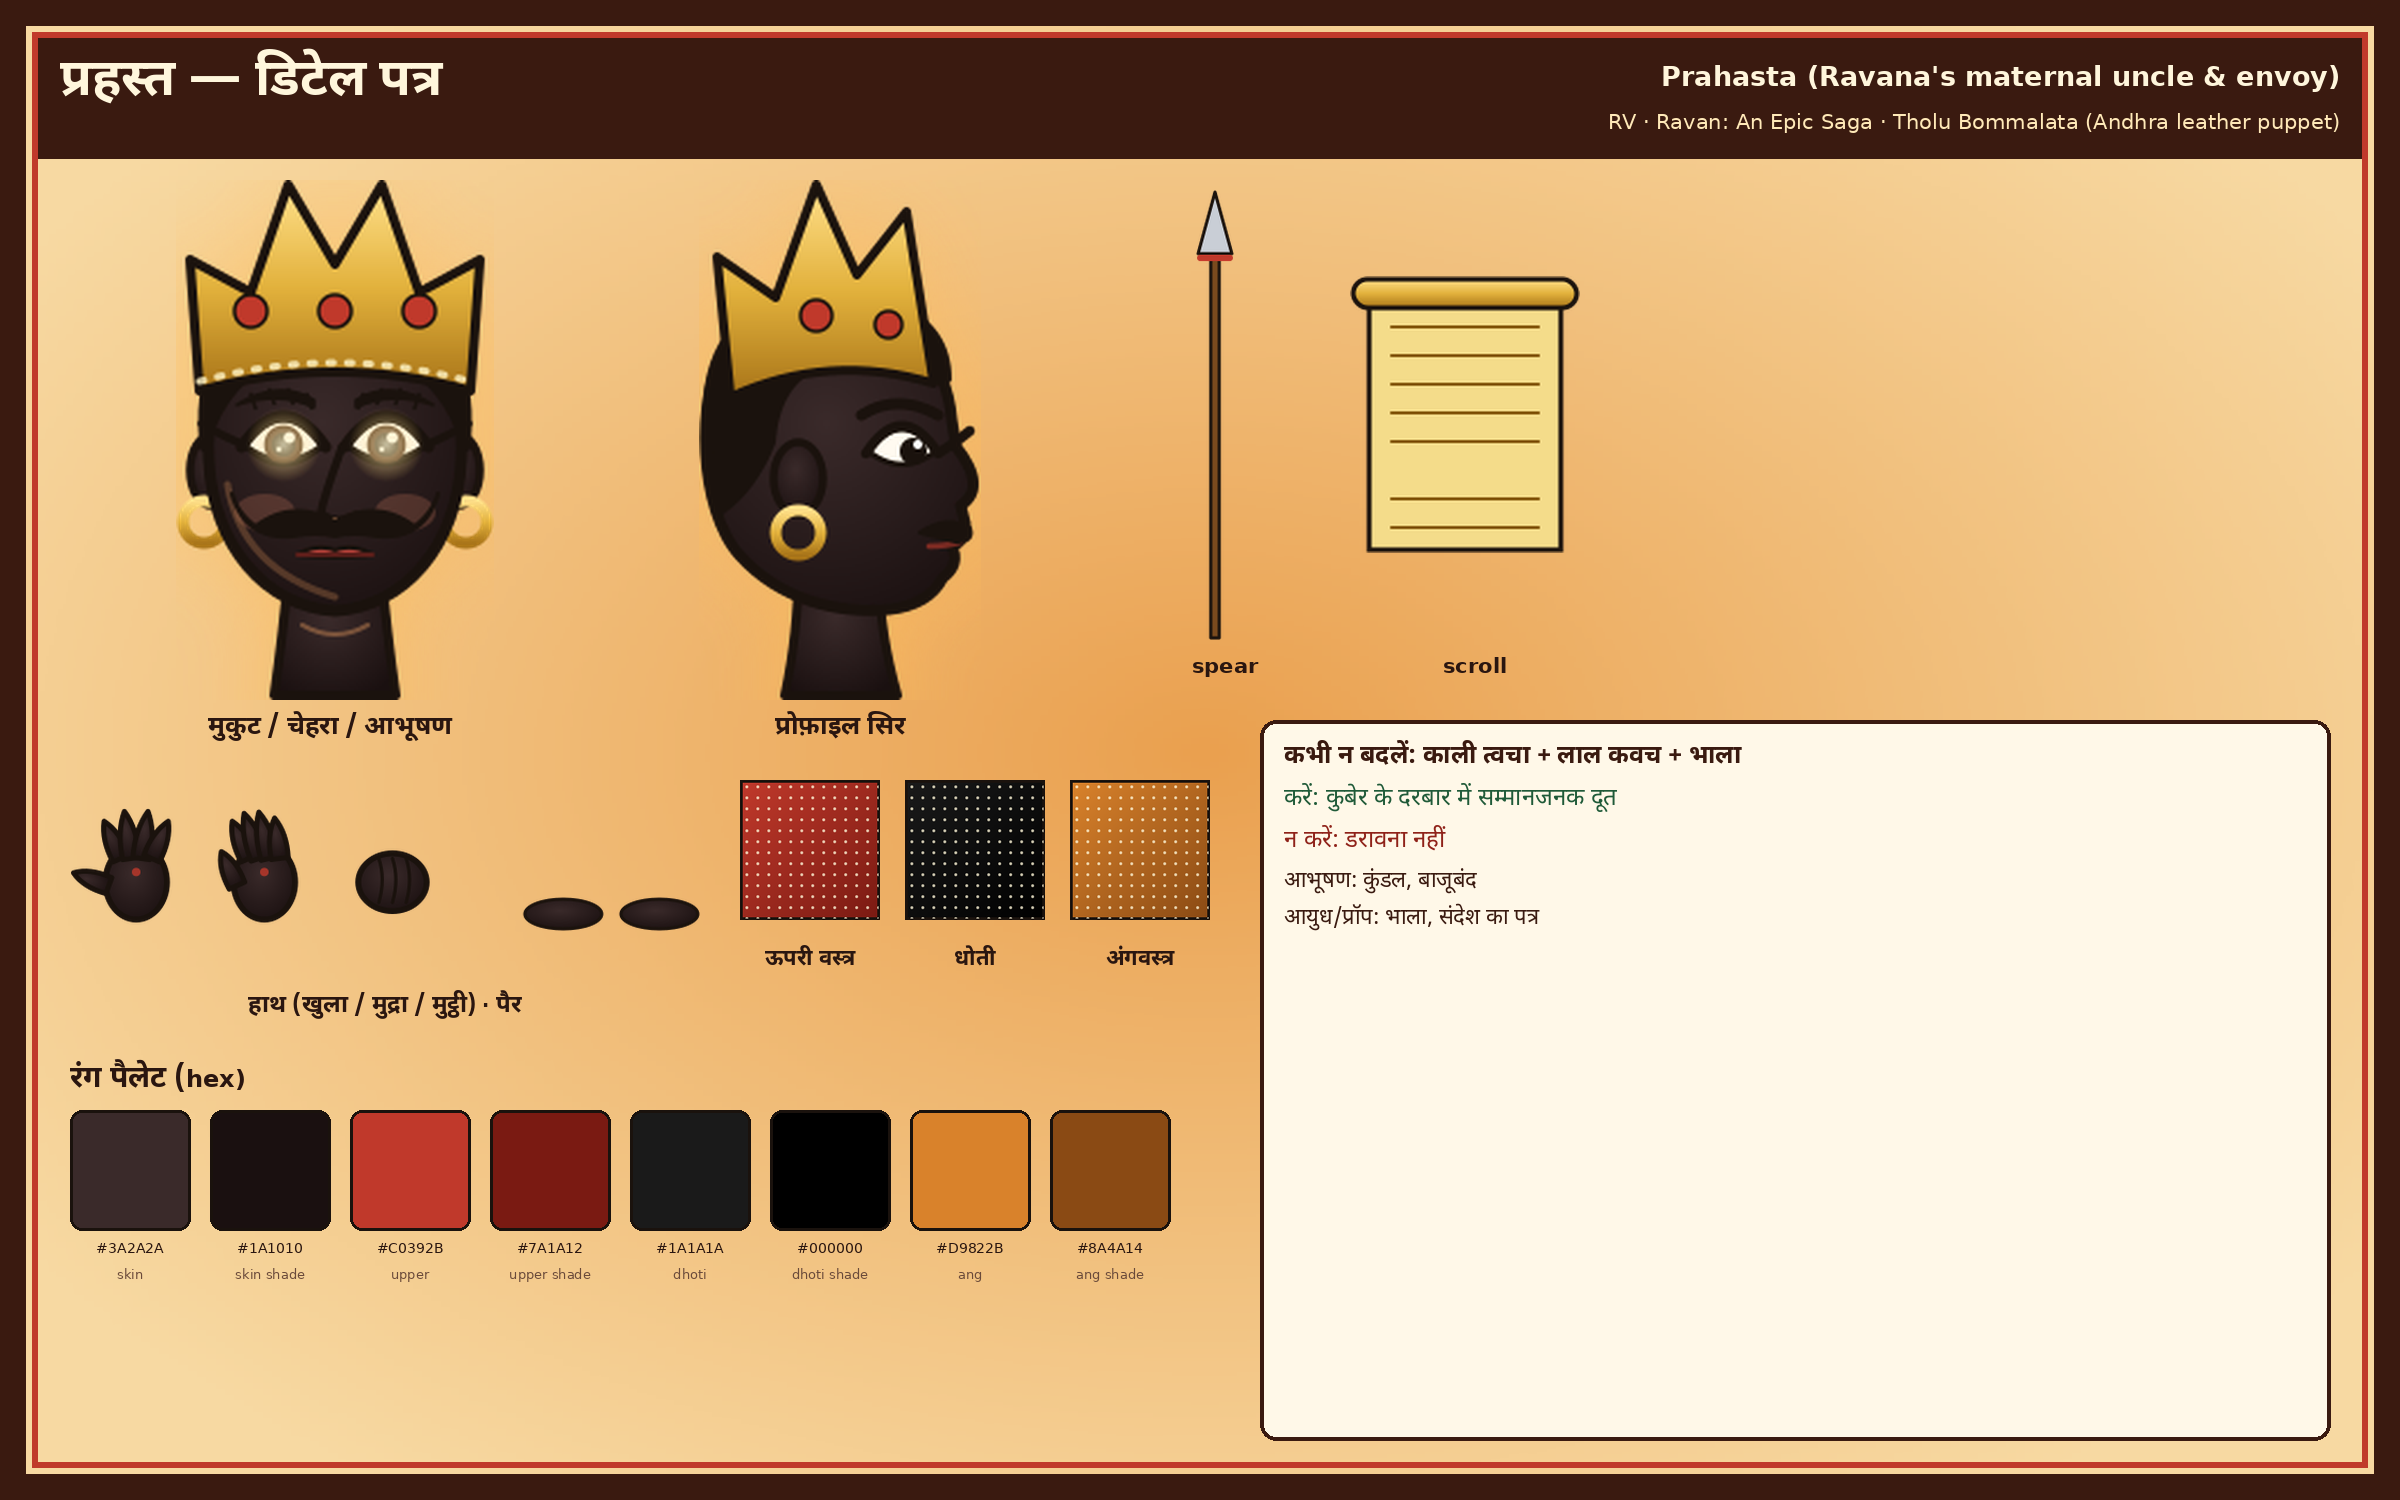 प्रहस्त — डिटेल पत्र
Prahasta (Ravana's maternal uncle & envoy)
RV · Ravan: An Epic Saga · Tholu Bommalata (Andhra leather puppet)
spear
scroll
मुकुट / चेहरा / आभूषण
प्रोफ़ाइल सिर
कभी न बदलें: काली त्वचा + लाल कवच + भाला
करें: कुबेर के दरबार में सम्मानजनक दूत
न करें: डरावना नहीं
आभूषण: कुंडल, बाजूबंद
आयुध/प्रॉप: भाला, संदेश का पत्र
ऊपरी वस्त्र
धोती
अंगवस्त्र
हाथ (खुला / मुद्रा / मुट्ठी) · पैर
रंग पैलेट (hex)
#3A2A2A #1A1010 #C0392B #7A1A12 #1A1A1A #000000 #D9822B #8A4A14
skin skin shade upper upper shade dhoti dhoti shade ang ang shade